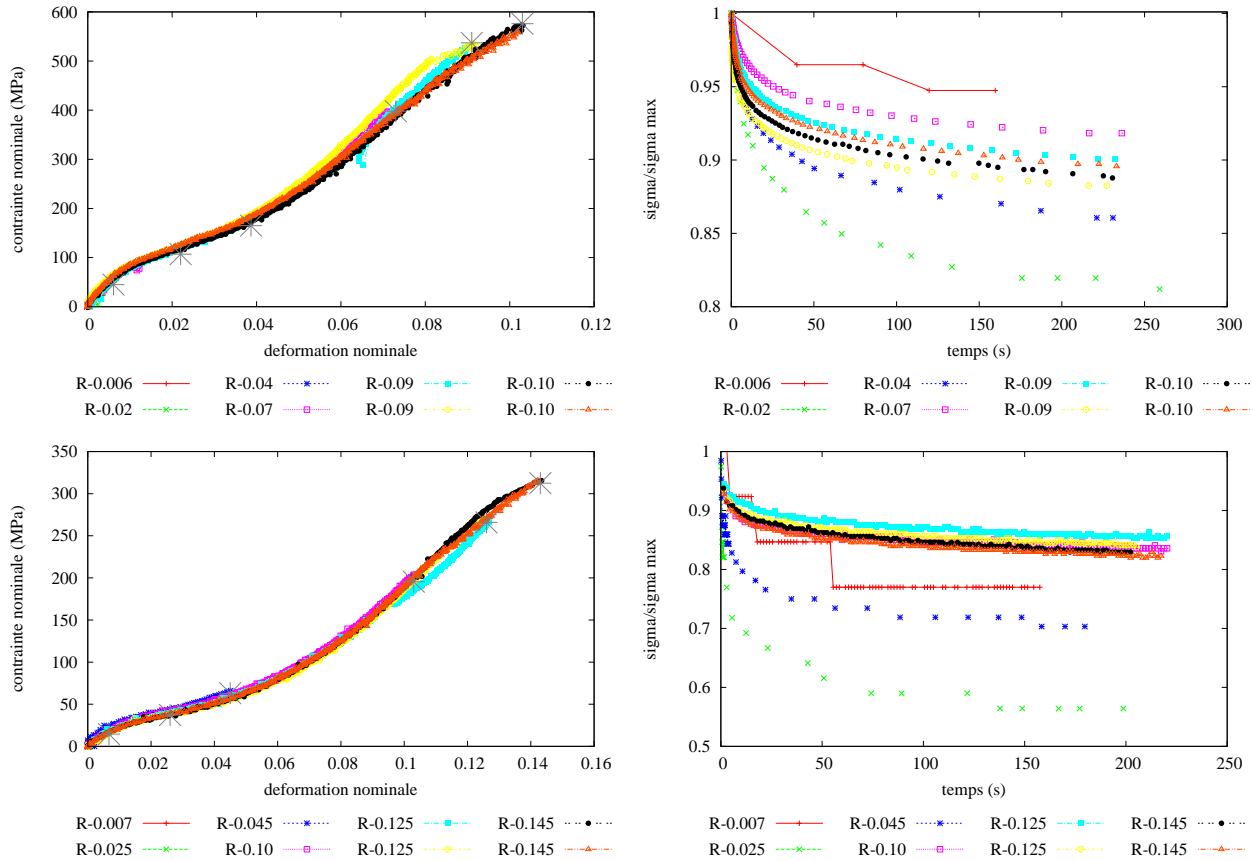 600
500
400
300
200
100
0
contrainte nominale (MPa)
0 0.02 0.04 0.06 0.08 0.1 0.12
deformation nominale
R-0.006 R-0.04 R-0.09 R-0.10
R-0.02 R-0.07 R-0.09 R-0.10
1
0.95
0.9
0.85
0.8
sigma/sigma max
0 50 100 150 200 250 300
temps (s)
R-0.006 R-0.04 R-0.09 R-0.10
R-0.02 R-0.07 R-0.09 R-0.10
350
300
250
200
150
100
50
0
contrainte nominale (MPa)
0 0.02 0.04 0.06 0.08 0.1 0.12 0.14 0.16
deformation nominale
R-0.007 R-0.045 R-0.125 R-0.145
R-0.025 R-0.10 R-0.125 R-0.145
1
0.9
0.8
0.7
0.6
0.5
sigma/sigma max
0 50 100 150 200 250
temps (s)
R-0.007 R-0.045 R-0.125 R-0.145
R-0.025 R-0.10 R-0.125 R-0.145